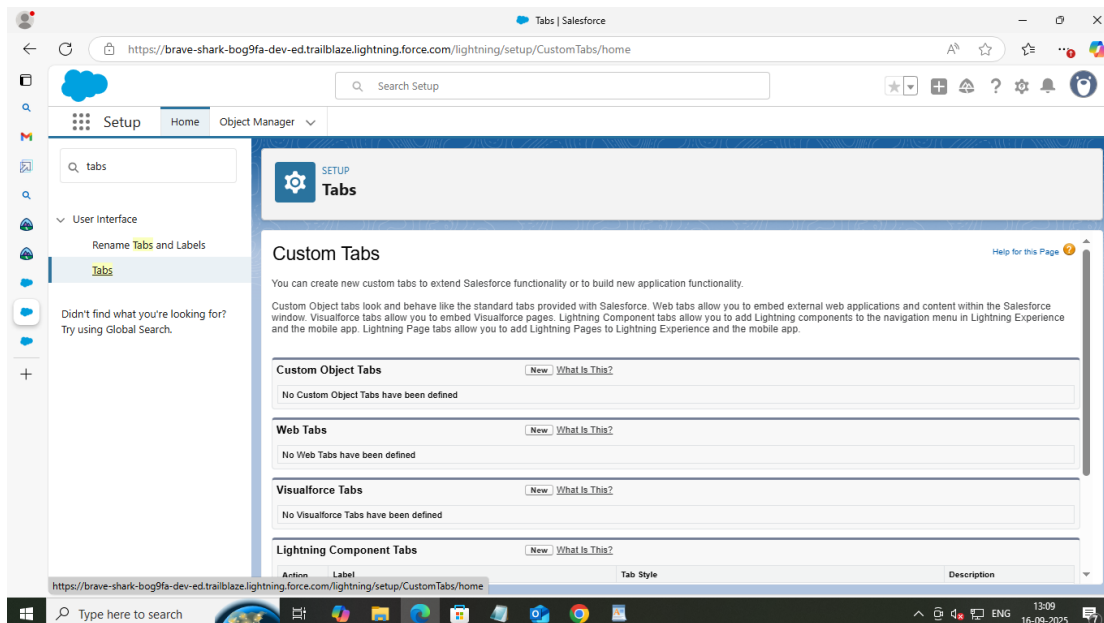 Tabs | Salesforce
https://brave-shark-bog9fa-dev-ed.trailblaze.lightning.force.com/lightning/setup/CustomTabs/home
Search Setup
Setup
Home
Object Manager
tabs
User Interface
Rename Tabs and Labels
Tabs
Didn't find what you're looking for?
Try using Global Search.
SETUP
Tabs
Custom Tabs
Help for this Page
You can create new custom tabs to extend Salesforce functionality or to build new application functionality.
Custom Object tabs look and behave like the standard tabs provided with Salesforce. Web tabs allow you to embed external web applications and content within the Salesforce
window. Visualforce tabs allow you to embed Visualforce pages. Lightning Component tabs allow you to add Lightning components to the navigation menu in Lightning Experience
and the mobile app. Lightning Page tabs allow you to add Lightning Pages to Lightning Experience and the mobile app.
Custom Object Tabs New What Is This?
No Custom Object Tabs have been defined
Web Tabs New What Is This?
No Web Tabs have been defined
Visualforce Tabs New What Is This?
No Visualforce Tabs have been defined
Lightning Component Tabs New What Is This?
Action Label Tab Style Description
https://brave-shark-bog9fa-dev-ed.trailblaze.lightning.force.com/lightning/setup/CustomTabs/home
Type here to search
ENG
13:09
16-09-2025
7